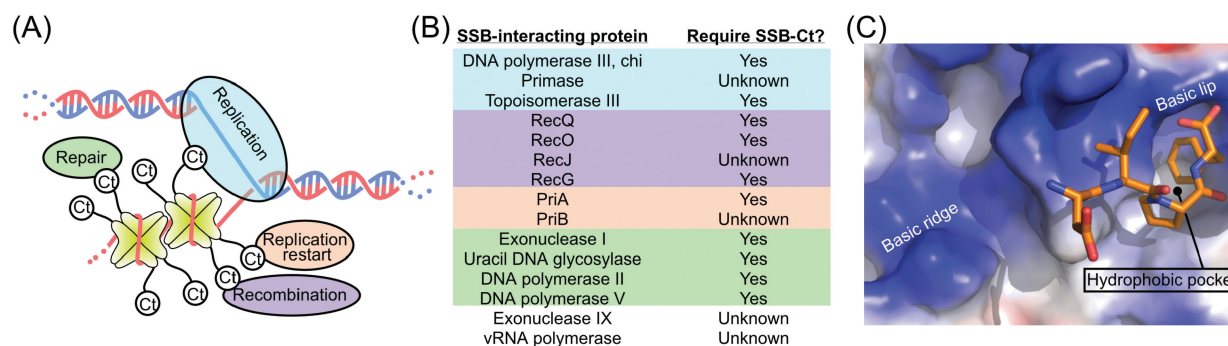 (A)
Replication
Repair
Ct
Ct
Ct
Ct
Ct
Ct
Ct
Ct
Replication
restart
Recombination
(B)
SSB-interacting protein Require SSB-Ct?
DNA polymerase III, chi Yes
Primase Unknown
Topoisomerase III Yes
RecQ Yes
RecO Yes
RecJ Unknown
RecG Yes
PriA Yes
PriB Unknown
Exonuclease I Yes
Uracil DNA glycosylase Yes
DNA polymerase II Yes
DNA polymerase V Yes
Exonuclease IX Unknown
vRNA polymerase Unknown
(C)
Basic lip
Basic ridge
Hydrophobic pocke